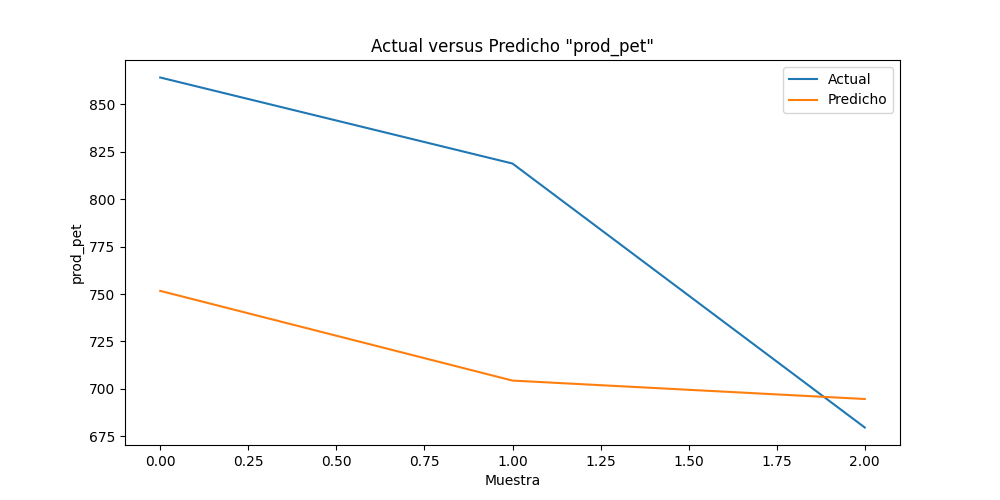 Actual versus Predicho "prod_pet"
Actual
Predicho
850
825
800
775
750
725
700
675
prod_pet
0.00 0.25 0.50 0.75 1.00 1.25 1.50 1.75 2.00
Muestra